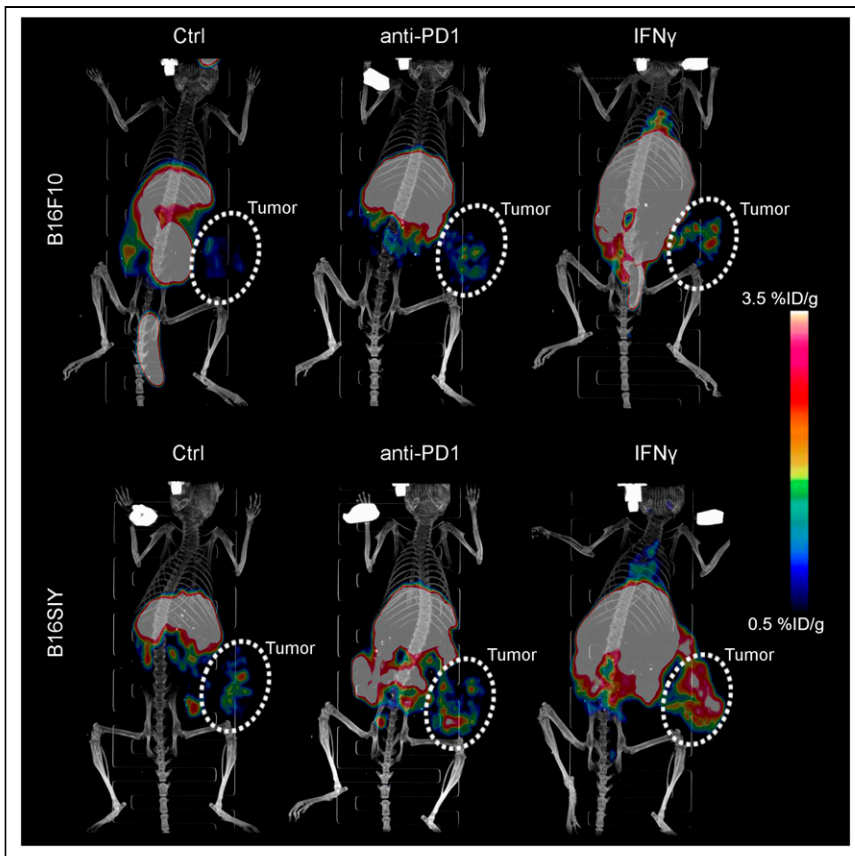 Ctrl anti-PD1 IFNγ
B16F10
Tumor Tumor Tumor
3.5 %ID/g
Ctrl anti-PD1 IFNγ
B16SIY
0.5 %ID/g
Tumor Tumor Tumor